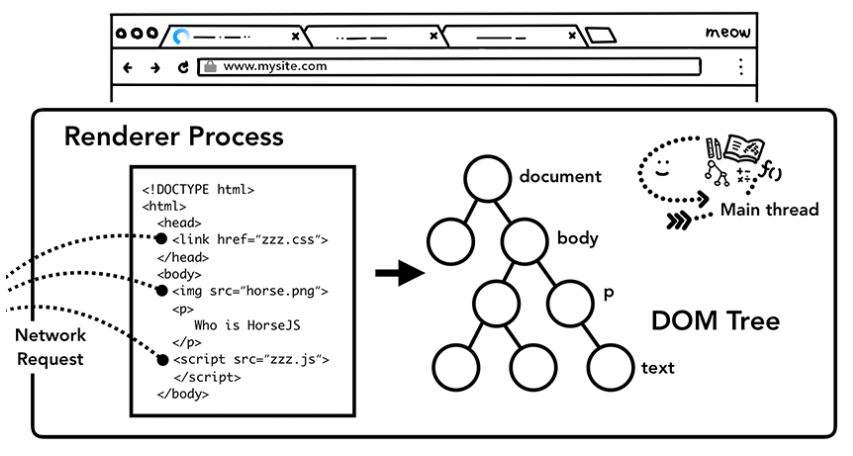 meow
www.mysite.com
Renderer Process
<!DOCTYPE html>
<html>
<head>
<link href="zzz.css">
</head>
<body>
<img src="horse.png">
<p>
Who is HorseJS
</p>
<script src="zzz.js">
</script>
</body>
Network
Request
document
body
p
text
DOM Tree
f()
Main thread